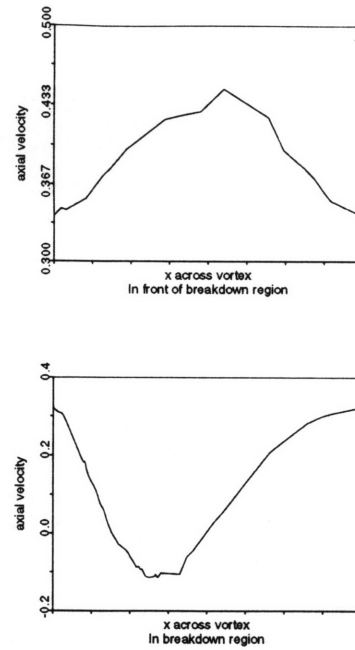 0.500
0.433
0.367
0.300
axial velocity
x across vortex
In front of breakdown region
0.4
0.2
0.0
-0.2
axial velocity
x across vortex
In breakdown region